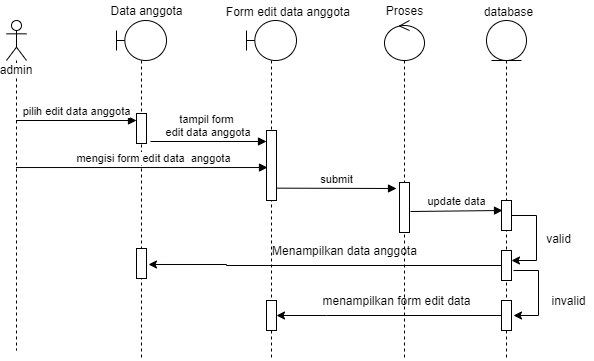 Data anggota
Form edit data anggota
Proses
database
admin
pilih edit data anggota
tampil form
edit data anggota
mengisi form edit data anggota
submit
update data
valid
Menampilkan data anggota
invalid
menampilkan form edit data